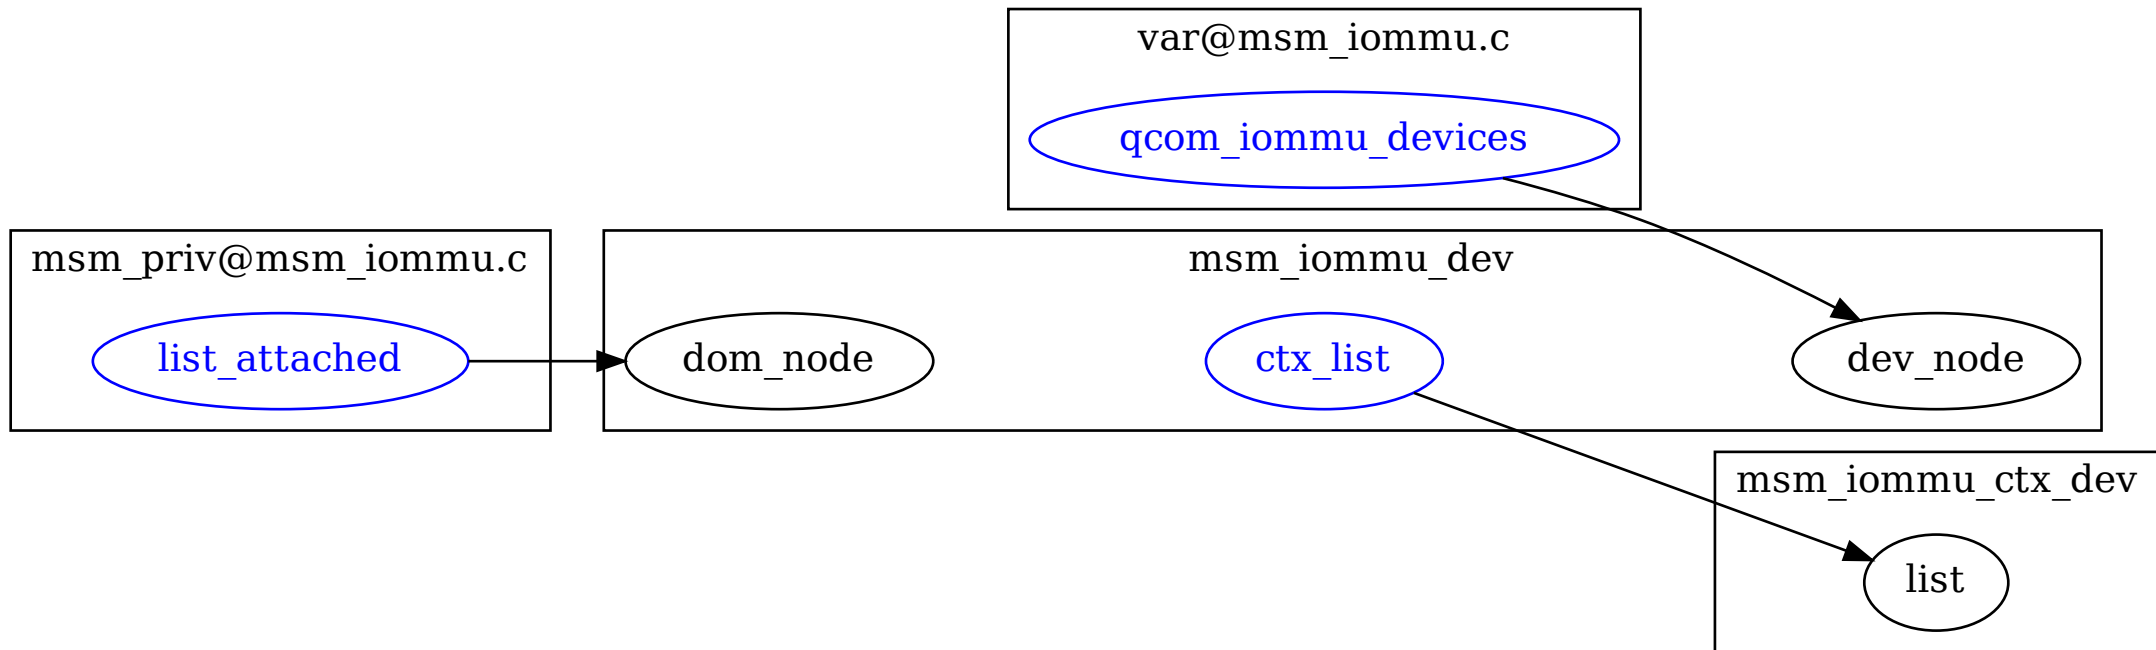 var@msm_iommu.c
qcom_iommu_devices
msm_priv@msm_iommu.c
list_attached
msm_iommu_dev
dom_node
ctx_list
dev_node
msm_iommu_ctx_dev
list